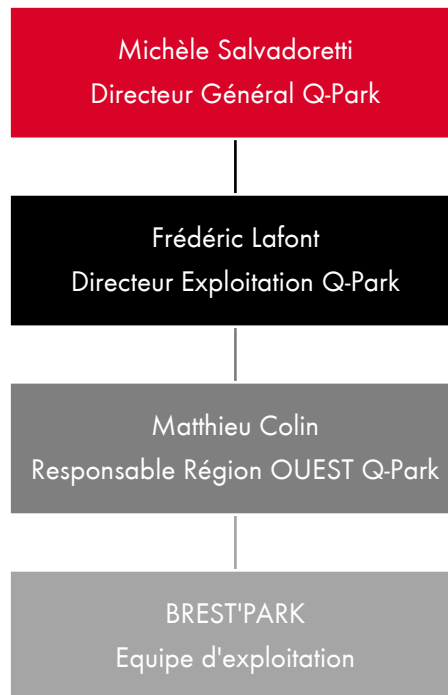 Michèle Salvadoretti
Directeur Général Q-Park
Frédéric Lafont
Directeur Exploitation Q-Park
Matthieu Colin
Responsable Région OUEST Q-Park
BREST'PARK
Equipe d'exploitation